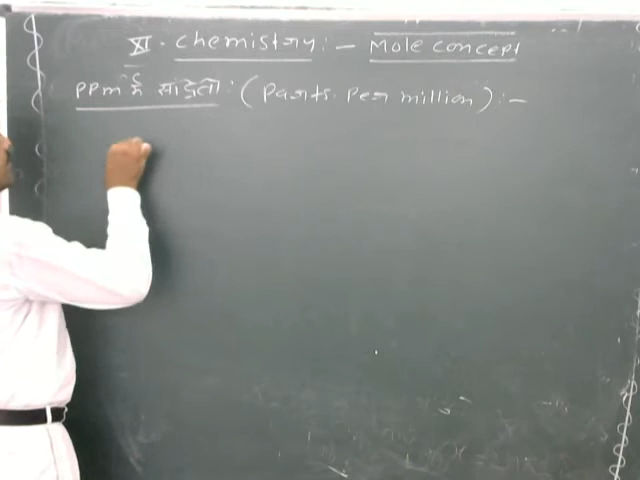 XI. Chemistry :- Mole concept
PPm में सांद्रता : (Parts. Per million) :-